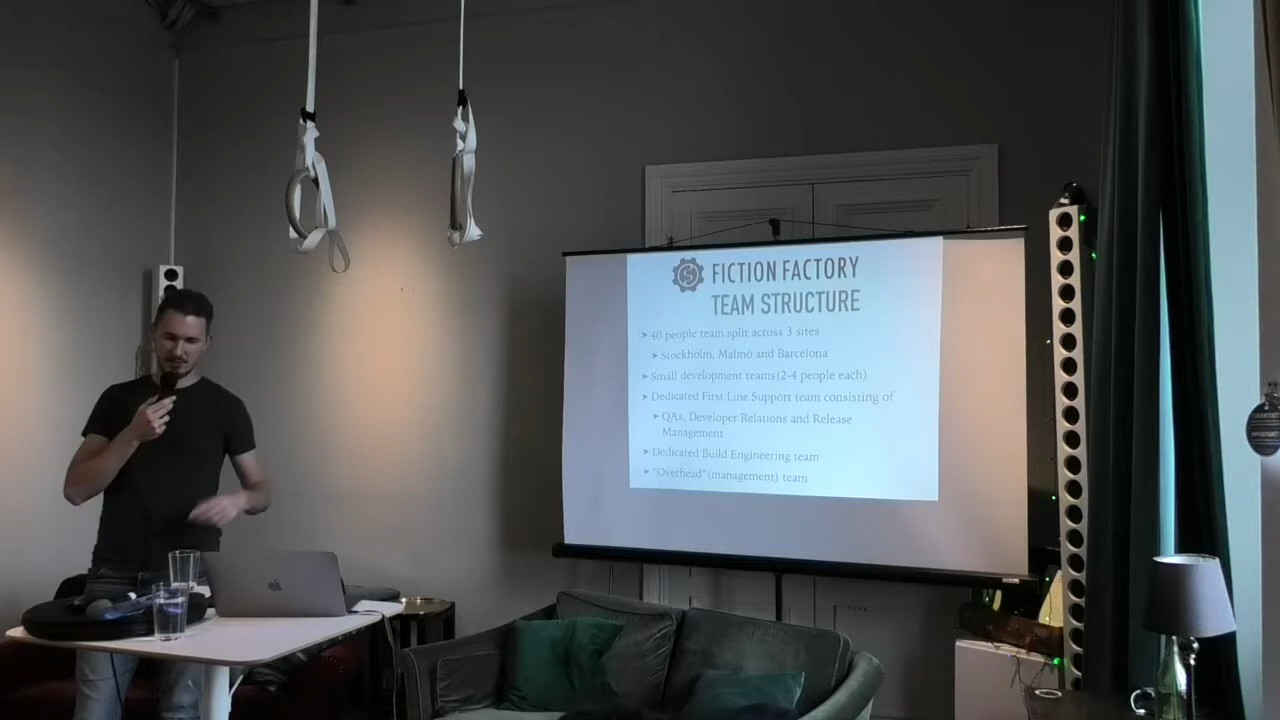 FICTION FACTORY
TEAM STRUCTURE
➤ 40 people team split across 3 sites
➤ Stockholm, Malmö and Barcelona
➤ Small development teams (2-4 people each)
➤ Dedicated First Line Support team consisting of
➤ QAs, Developer Relations and Release
Management
➤ Dedicated Build Engineering team
➤ "Overhead" (management) team